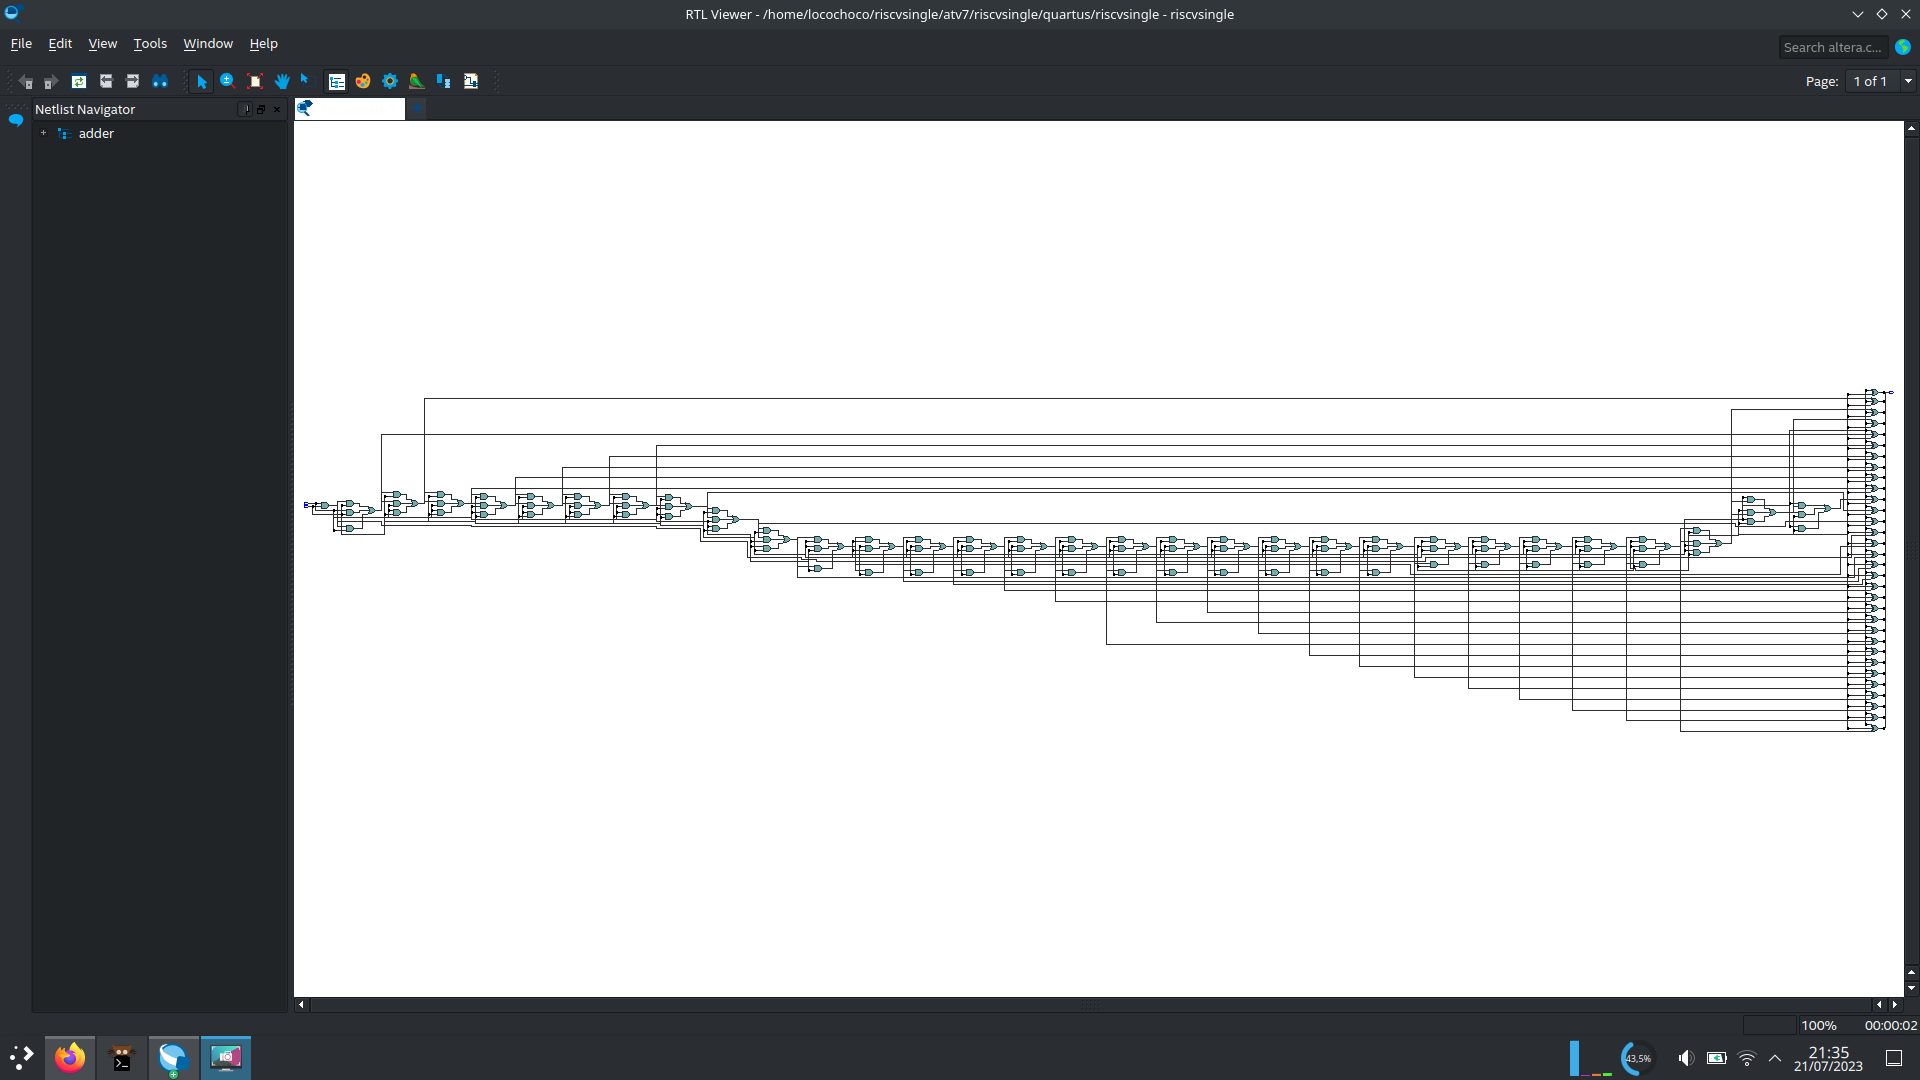 RTL Viewer - /home/locochoco/riscvsingle/atv7/riscvsingle/quartus/riscvsingle - riscvsingle
File Edit View Tools Window Help
Search altera.c...
Page: 1 of 1
Netlist Navigator
adder
100% 00:00:02
43,5%
21:35
21/07/2023